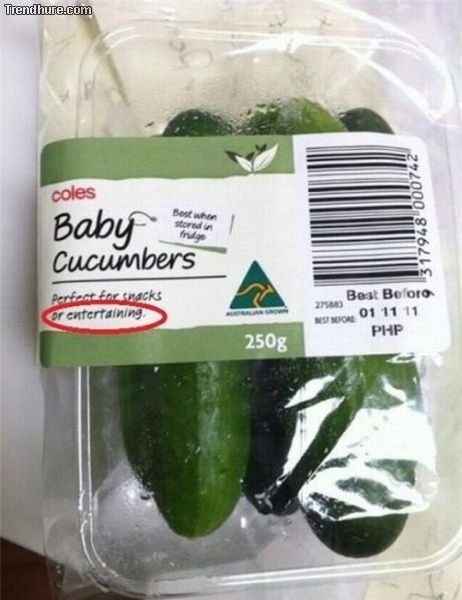 Trendhure.com
coles
Baby
Cucumbers
Best when
stored in
fridge
Perfect for snacks
or entertaining.
AUSTRALIAN GROWN
250g
9317948 000742
Best Before
275883
BEST BEFORE: 01 11 11
PHP